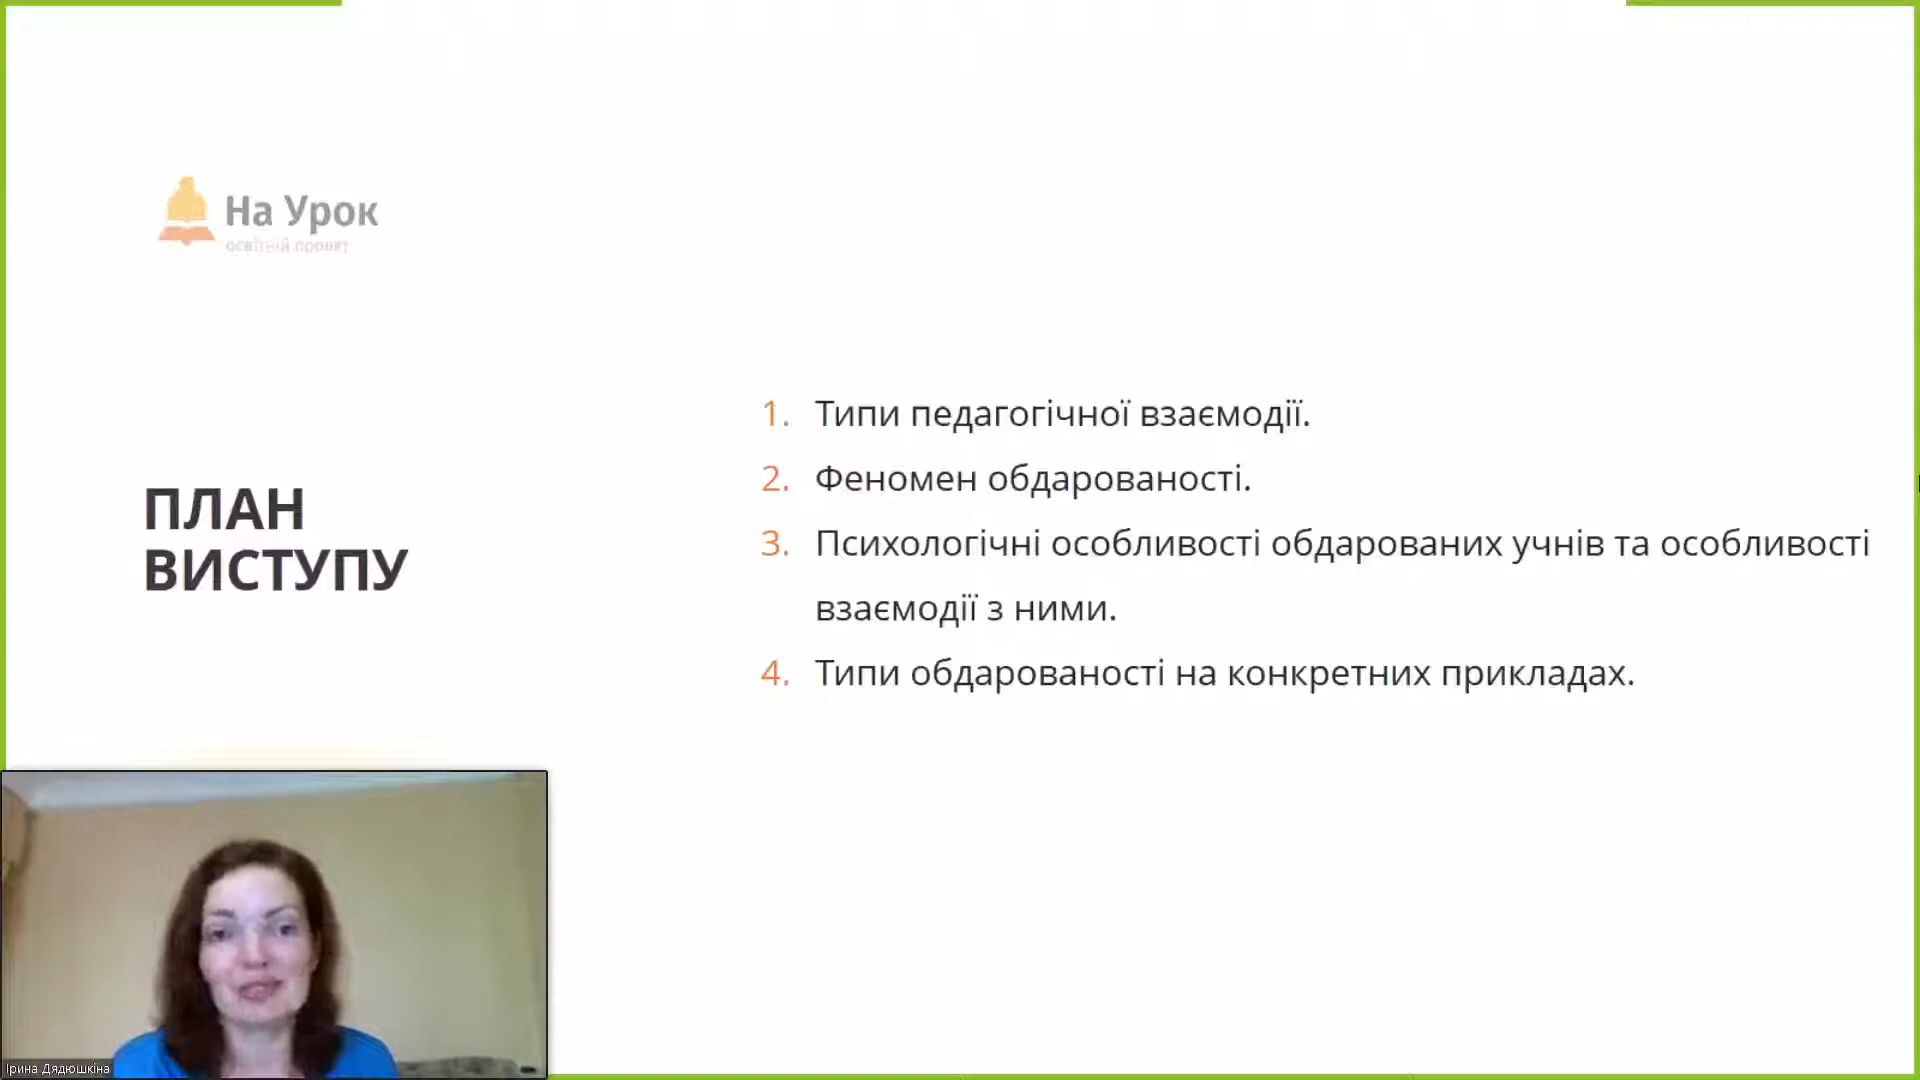 На Урок
освітній проект
ПЛАН
ВИСТУПУ
1. Типи педагогічної взаємодії.
2. Феномен обдарованості.
3. Психологічні особливості обдарованих учнів та особливості
взаємодії з ними.
4. Типи обдарованості на конкретних прикладах.
Ірина Дядюшкіна